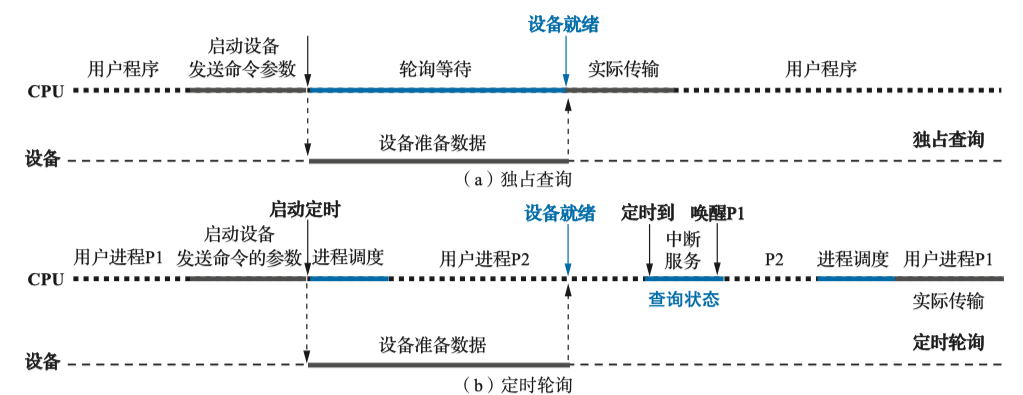 设备就绪
启动设备
发送命令参数
用户程序
轮询等待
实际传输
用户程序
CPU
设备准备数据
独占查询
设备
（a）独占查询
启动定时
设备就绪
定时到
唤醒P1
启动设备
发送命令的参数
中断
服务
用户进程P1
进程调度
用户进程P2
P2
进程调度
用户进程P1
CPU
查询状态
实际传输
设备准备数据
定时轮询
设备
（b）定时轮询